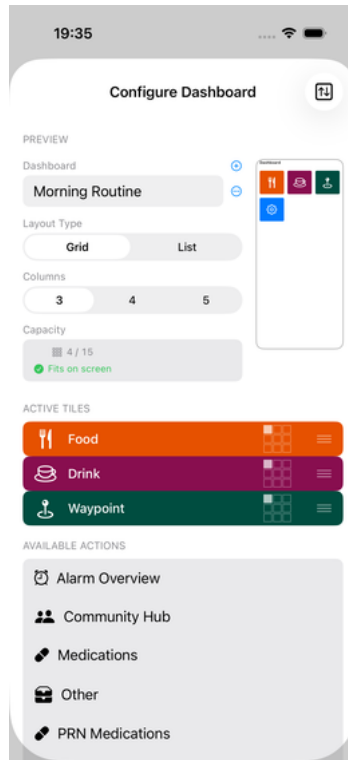 19:35
Configure Dashboard
PREVIEW
Dashboard
Morning Routine
Layout Type
Grid List
Columns
3 4 5
Capacity
4 / 15
Fits on screen
Dashboard
ACTIVE TILES
Food
Drink
Waypoint
AVAILABLE ACTIONS
Alarm Overview
Community Hub
Medications
Other
PRN Medications